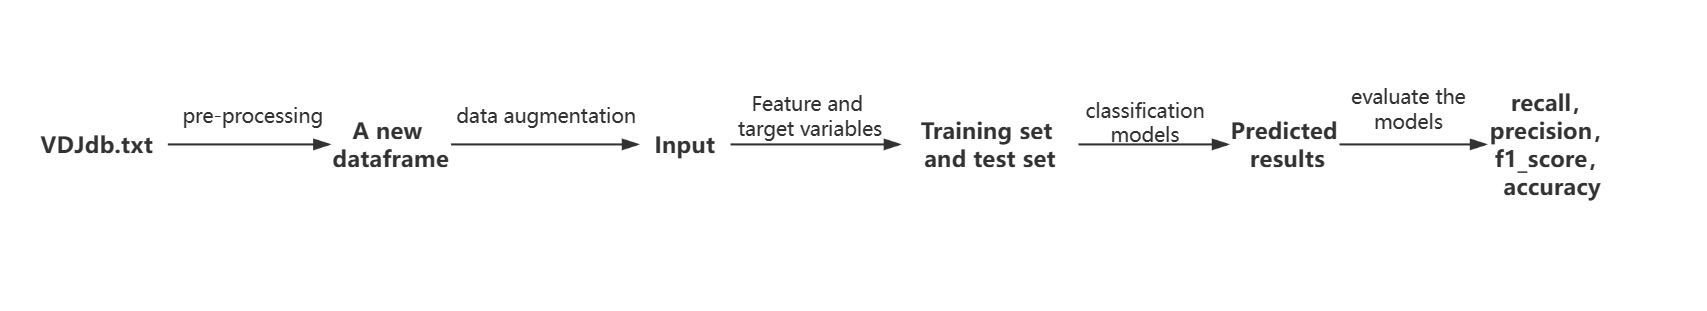 VDJdb.txt
pre-processing
A new
dataframe
data augmentation
Input
Feature and
target variables
Training set
and test set
classification
models
Predicted
results
evaluate the
models
recall,
precision,
f1_score,
accuracy